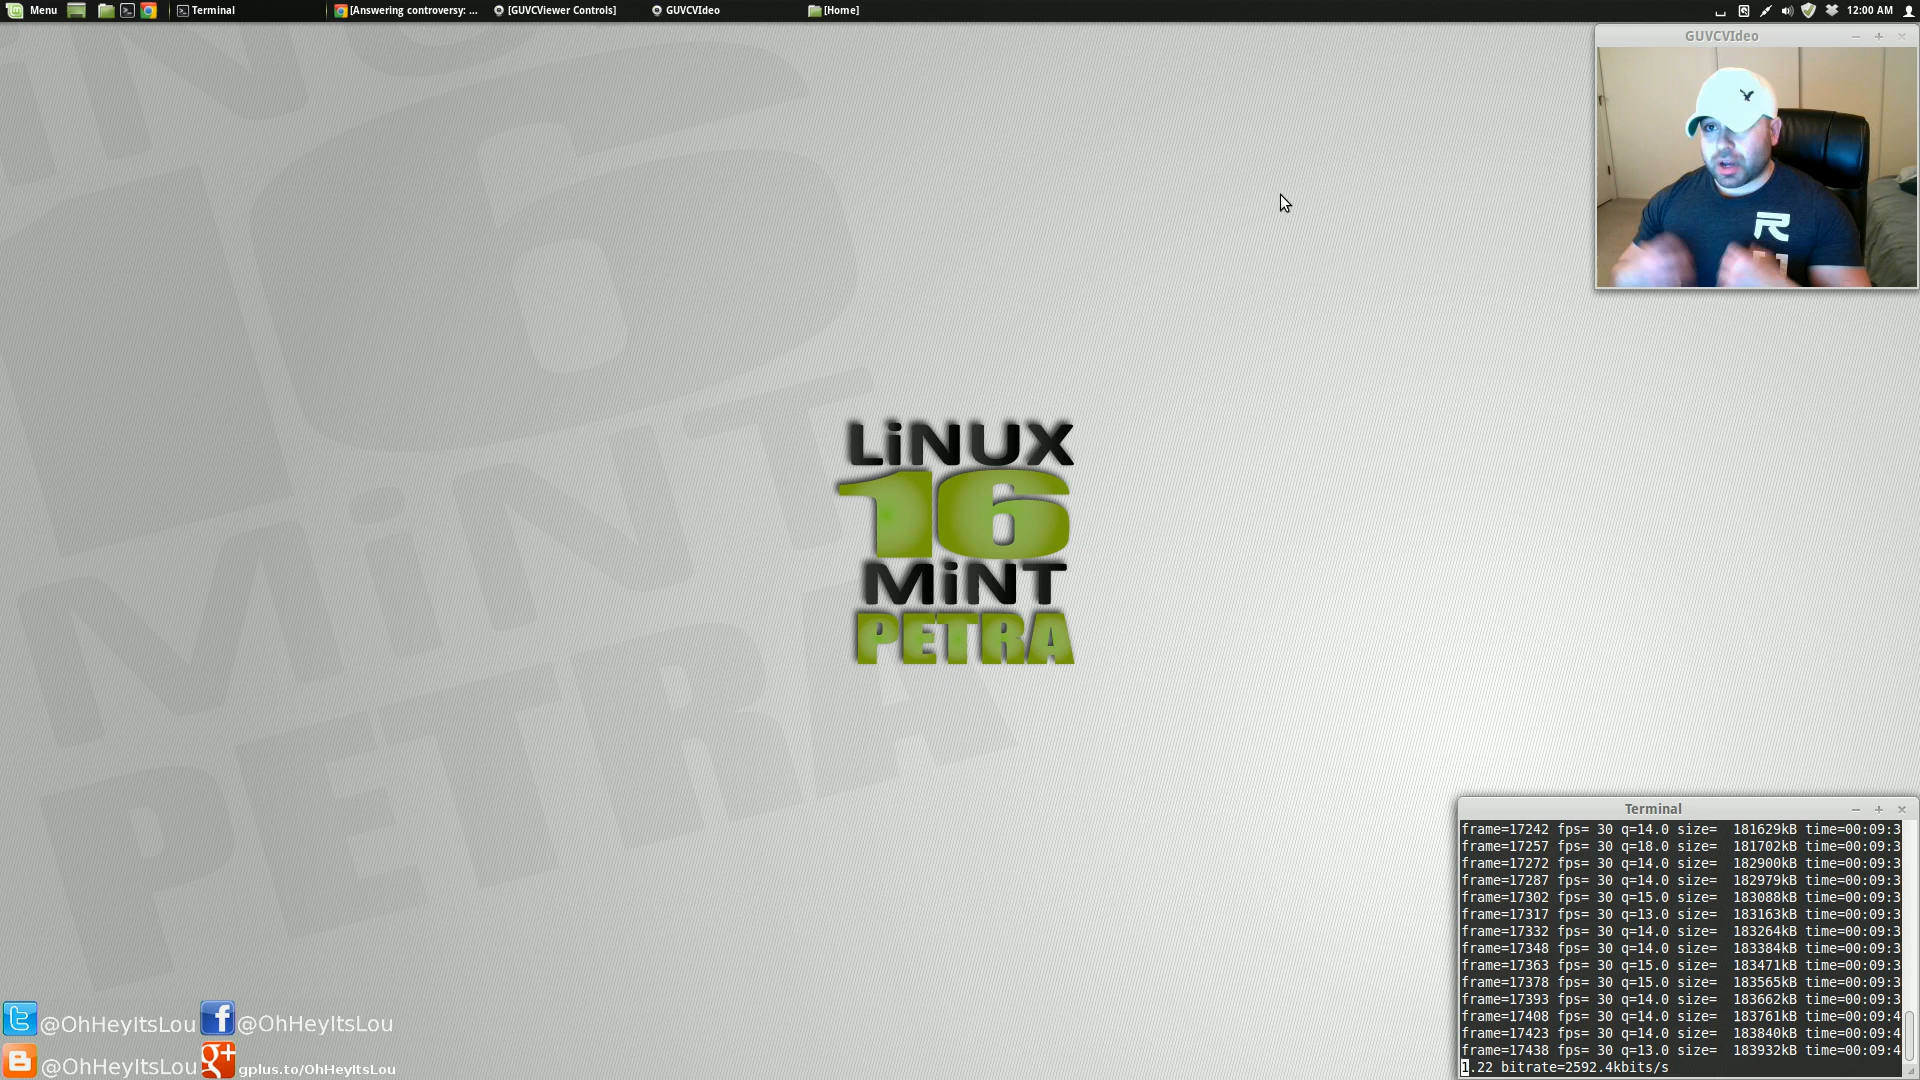 Menu
Terminal
[Answering controversy: ...
[GUVCViewer Controls]
GUVCVIdeo
[Home]
12:00 AM
GUVCVIdeo
R
LiNUX
16
MiNT
PETRA
16
MiNT
PETRA
Terminal
frame=17242 fps= 30 q=14.0 size=  181629kB time=00:09:3
frame=17257 fps= 30 q=18.0 size=  181702kB time=00:09:3
frame=17272 fps= 30 q=14.0 size=  182900kB time=00:09:3
frame=17287 fps= 30 q=14.0 size=  182979kB time=00:09:3
frame=17302 fps= 30 q=15.0 size=  183088kB time=00:09:3
frame=17317 fps= 30 q=13.0 size=  183163kB time=00:09:3
frame=17332 fps= 30 q=14.0 size=  183264kB time=00:09:3
frame=17348 fps= 30 q=14.0 size=  183384kB time=00:09:3
frame=17363 fps= 30 q=15.0 size=  183471kB time=00:09:3
frame=17378 fps= 30 q=15.0 size=  183565kB time=00:09:3
frame=17393 fps= 30 q=14.0 size=  183662kB time=00:09:3
frame=17408 fps= 30 q=14.0 size=  183761kB time=00:09:4
frame=17423 fps= 30 q=14.0 size=  183840kB time=00:09:4
frame=17438 fps= 30 q=13.0 size=  183932kB time=00:09:4
1.22 bitrate=2592.4kbits/s
@OhHeyItsLou
@OhHeyItsLou
@OhHeyItsLou
gplus.to/OhHeyItsLou